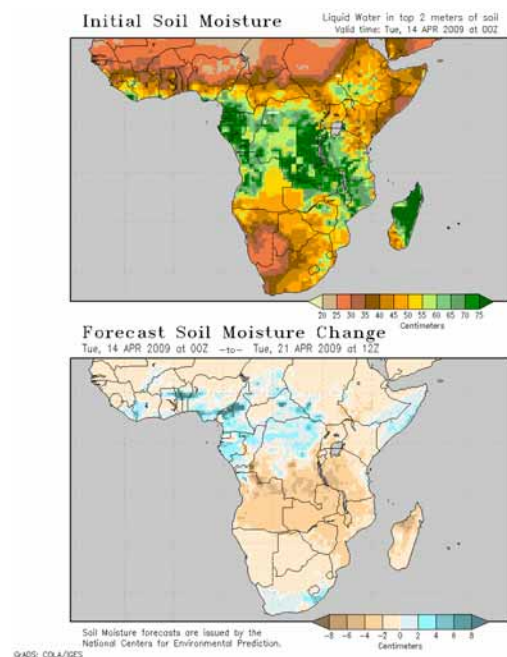 Initial Soil Moisture
Liquid Water in top 2 meters of soil
Valid time: Tue, 14 APR 2009 at 00Z
20 25 30 35 40 45 50 55 60 65 70 75
Centimeters
Forecast Soil Moisture Change
Tue, 14 APR 2009 at 00Z -to- Tue, 21 APR 2009 at 12Z
-8 -6 -4 -2 0 2 4 6 8
Centimeters
Soil Moisture forecasts are issued by the
National Centers for Environmental Prediction.
GrADS: COLA/IGES